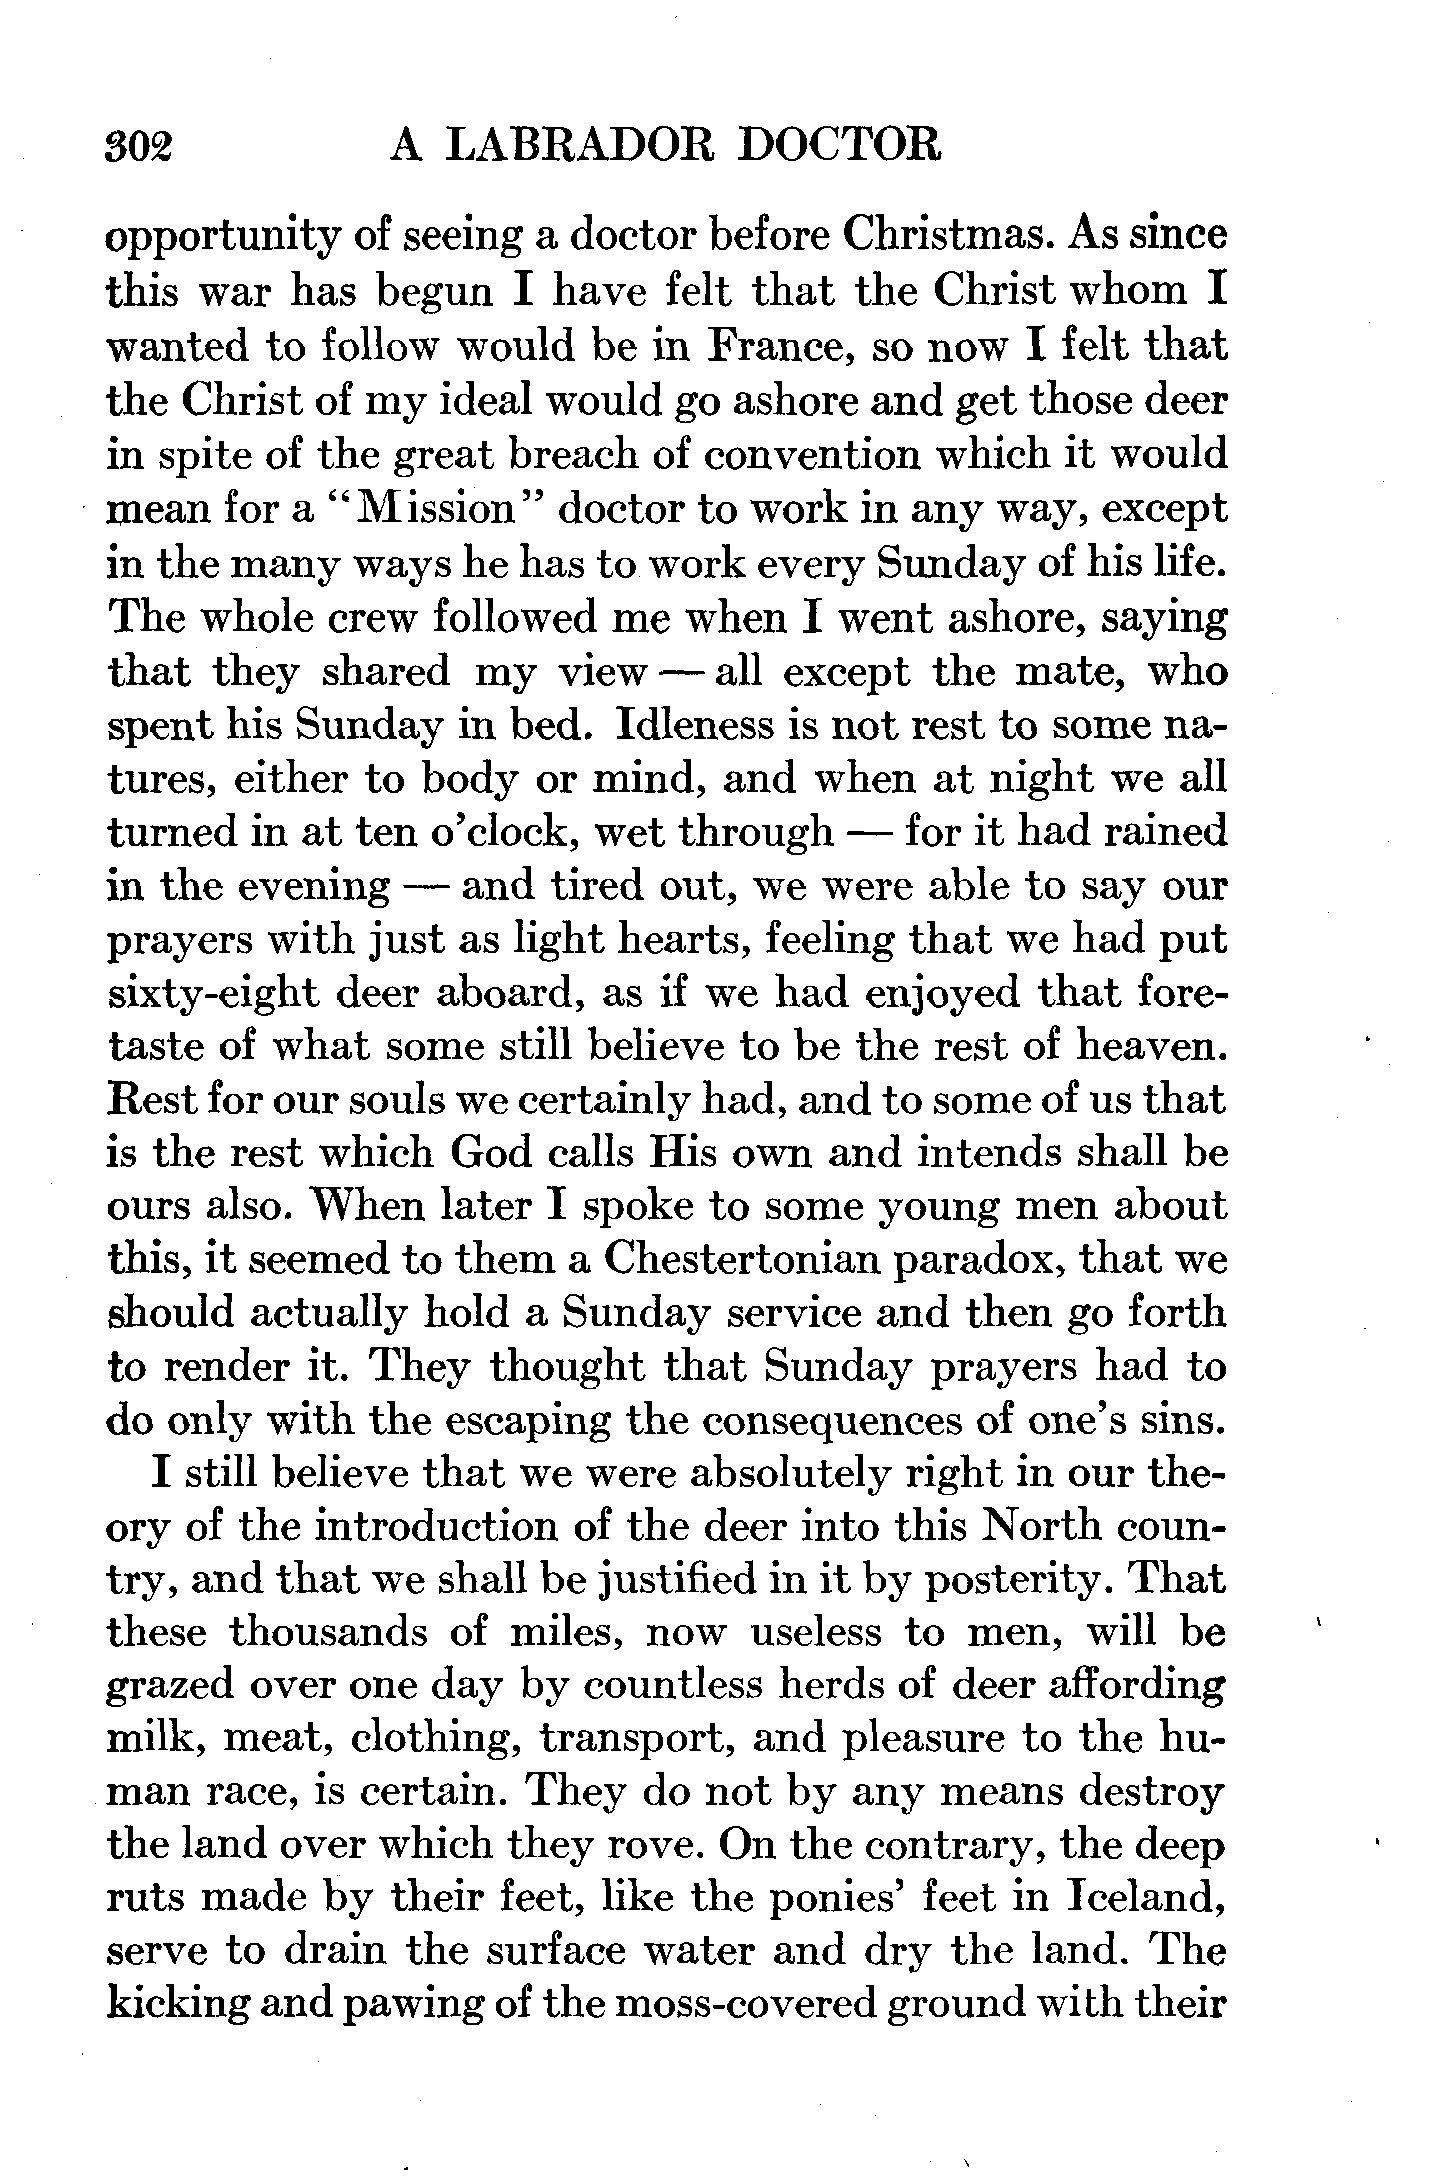 302 A LABRADOR DOCTOR
opportunity of seeing a doctor before Christmas. As since
this war has begun I have felt that the Christ whom I
wanted to follow would be in France, so now I felt that
the Christ of my ideal would go ashore and get those deer
in spite of the great breach of convention which it would
mean for a “Mission” doctor to work in any way, except
in the many ways he has to work every Sunday of his life.
The whole crew followed me when I went ashore, saying
that they shared my view — all except the mate, who
spent his Sunday in bed. Idleness is not rest to some na-
tures, either to body or mind, and when at night we all
turned in at ten o’clock, wet through — for it had rained
in the evening — and tired out, we were able to say our
prayers with just as light hearts, feeling that we had put
sixty-eight deer aboard, as if we had enjoyed that fore-
taste of what some still believe to be the rest of heaven.
Rest for our souls we certainly had, and to some of us that
is the rest which God calls His own and intends shall be
ours also. When later I spoke to some young men about
this, it seemed to them a Chestertonian paradox, that we
should actually hold a Sunday service and then go forth
to render it. They thought that Sunday prayers had to
do only with the escaping the consequences of one’s sins.
I still believe that we were absolutely right in our the-
ory of the introduction of the deer into this North coun-
try, and that we shall be justified in it by posterity. That
these thousands of miles, now useless to men, will be
grazed over one day by countless herds of deer affording
milk, meat, clothing, transport, and pleasure to the hu-
man race, is certain. They do not by any means destroy
the land over which they rove. On the contrary, the deep
ruts made by their feet, like the ponies’ feet in Iceland,
serve to drain the surface water and dry the land. The
kicking and pawing of the moss-covered ground with their